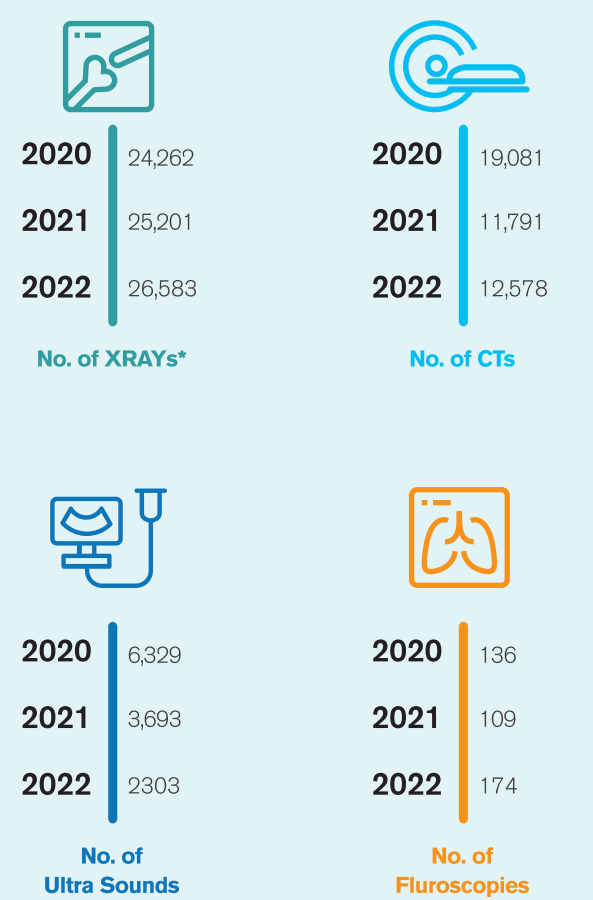 2020 24,262
2021 25,201
2022 26,583
No. of XRAYs*
2020 19,081
2021 11,791
2022 12,578
No. of CTs
2020 6,329
2021 3,693
2022 2303
No. of
Ultra Sounds
2020 136
2021 109
2022 174
No. of
Fluroscopies